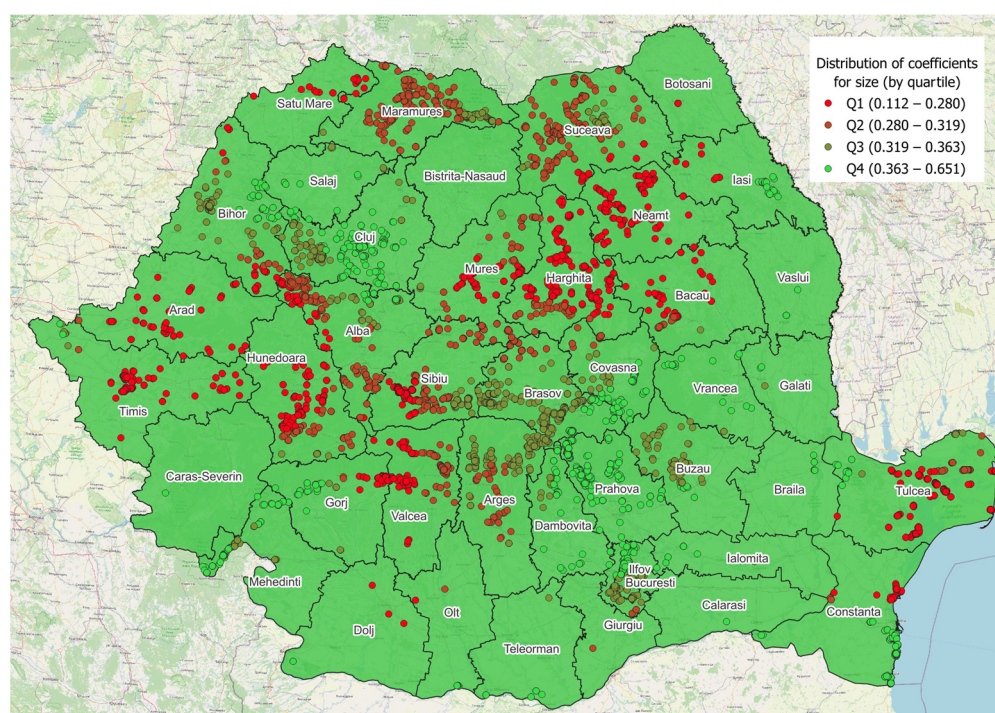 Distribution of coefficients
for size (by quartile)
Q1 (0.112 – 0.280)
Q2 (0.280 – 0.319)
Q3 (0.319 – 0.363)
Q4 (0.363 – 0.651)
Botosani
Satu Mare
Maramures
Suceava
Salaj
Bistrita-Nasaud
Iasi
Bihor
Neamt
Cluj
Mures
Harghita
Vaslui
Bacau
Arad
Alba
Hunedoara
Sibiu
Covasna
Brasov
Vrancea
Galati
Timis
Caras-Severin
Buzau
Prahova
Braila
Tulcea
Gorj
Arges
Valcea
Dambovita
Ialomita
Ilfov
Mehedinti
Bucuresti
Calarasi
Constanta
Olt
Dolj
Giurgiu
Teleorman